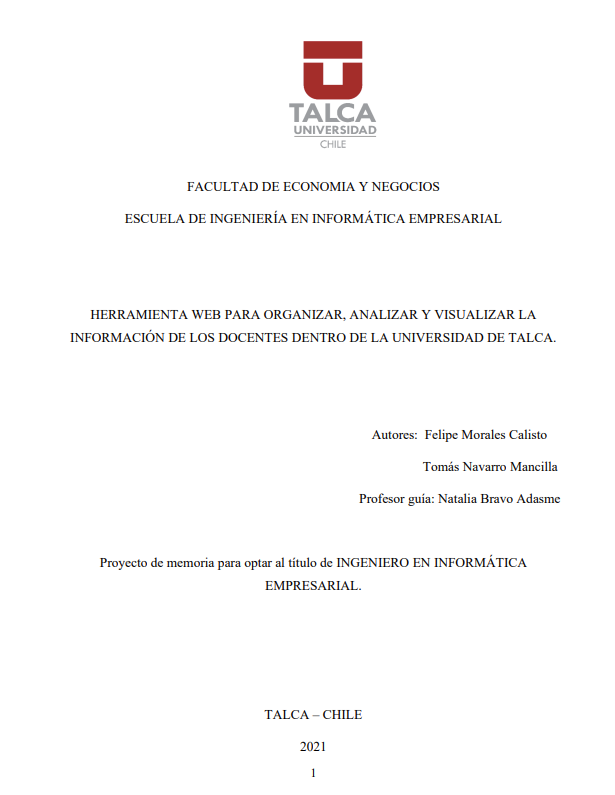 TALCA
UNIVERSIDAD
CHILE
FACULTAD DE ECONOMIA Y NEGOCIOS
ESCUELA DE INGENIERÍA EN INFORMÁTICA EMPRESARIAL
HERRAMIENTA WEB PARA ORGANIZAR, ANALIZAR Y VISUALIZAR LA
INFORMACIÓN DE LOS DOCENTES DENTRO DE LA UNIVERSIDAD DE TALCA.
Autores: Felipe Morales Calisto
Tomás Navarro Mancilla
Profesor guía: Natalia Bravo Adasme
Proyecto de memoria para optar al título de INGENIERO EN INFORMÁTICA
EMPRESARIAL.
TALCA – CHILE
2021
1